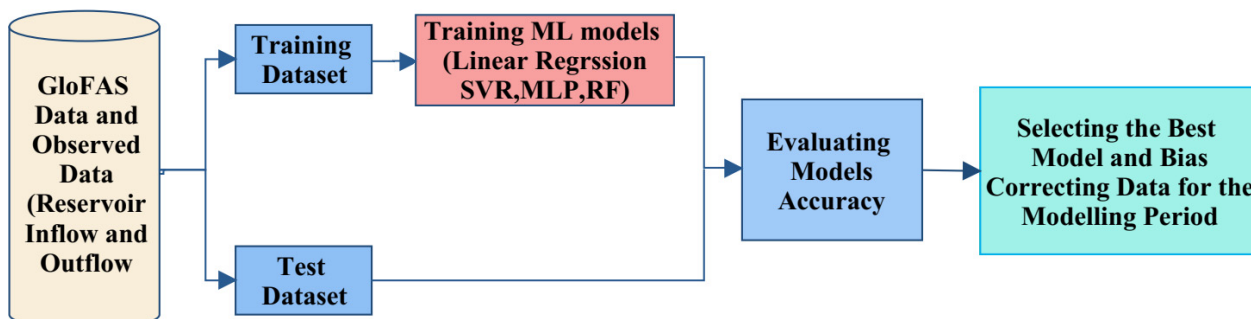 GloFAS
Data and
Observed
Data
(Reservoir
Inflow and
Outflow
Training
Dataset
Training ML models
(Linear Regrssion
SVR,MLP,RF)
Test
Dataset
Evaluating
Models
Accuracy
Selecting the Best
Model and Bias
Correcting Data for the
Modelling Period